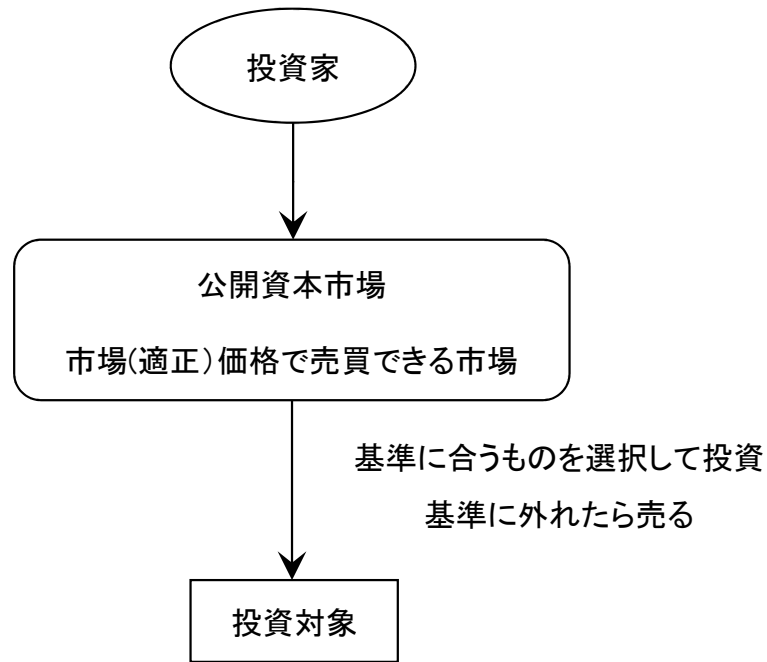 投資家
公開資本市場
市場(適正)価格で売買できる市場
基準に合うものを選択して投資
基準に外れたら売る
投資対象